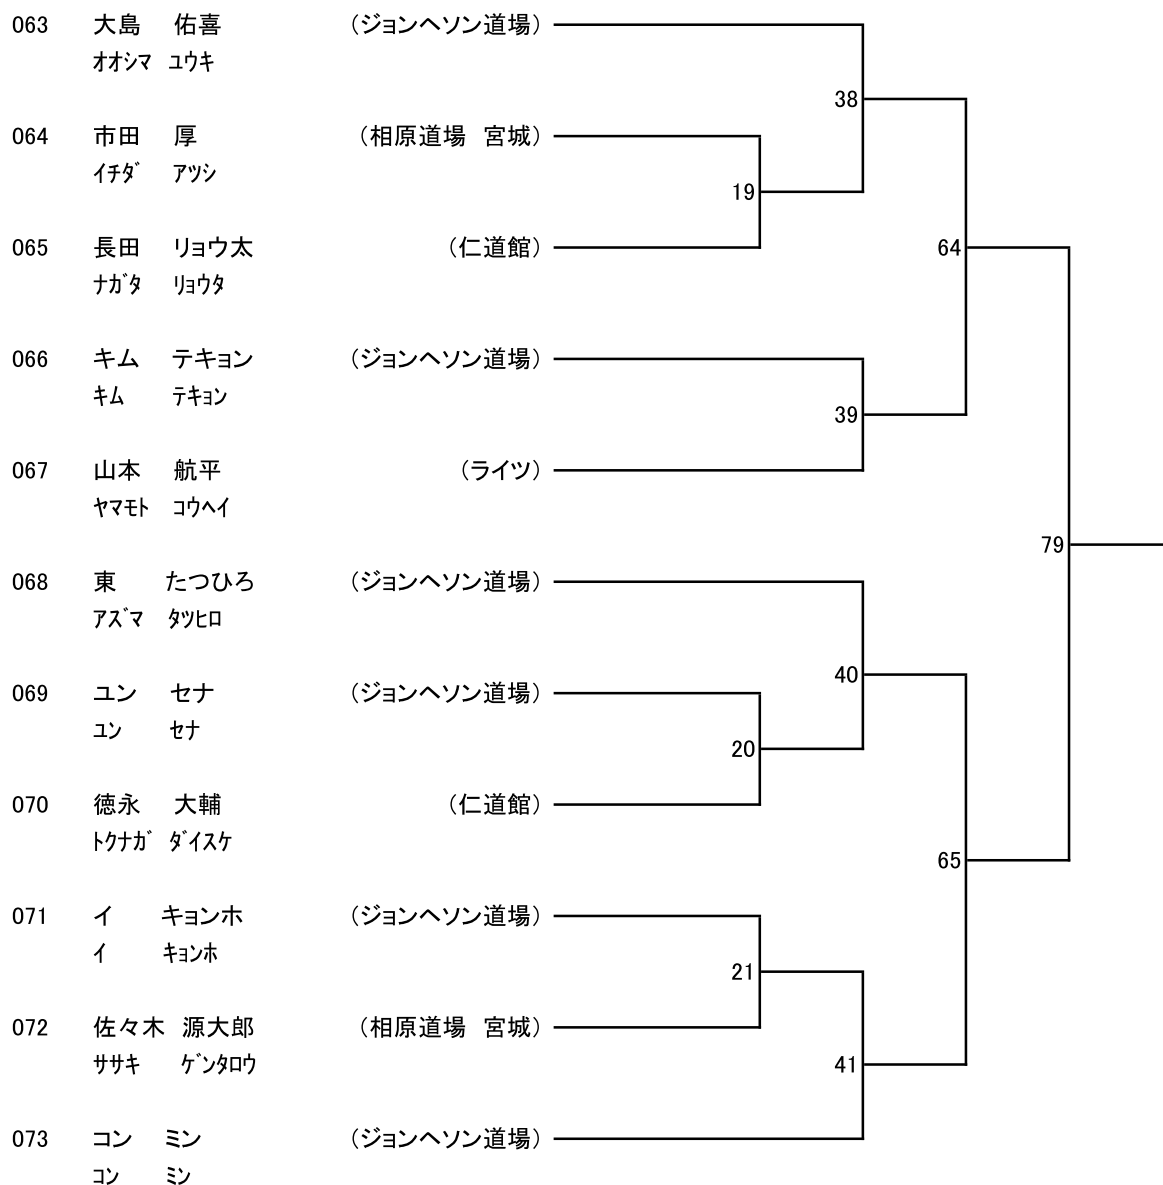 063 大島 佑喜 (ジョンヘソン道場)
ｵｵｼﾏ ﾕｳｷ
38
064 市田 厚 (相原道場 宮城)
ｲﾁﾀﾞ ｱﾂｼ
19
065 長田 リョウ太 (仁道館)
64
ﾅｶﾞﾀ ﾘｮｳﾀ
066 キム テキョン (ジョンヘソン道場)
ｷﾑ ﾃｷｮﾝ
39
067 山本 航平 (ライツ)
ﾔﾏﾓﾄ ｺｳﾍｲ
79
068 東 たつひろ (ジョンヘソン道場)
ｱｽﾞﾏ ﾀﾂﾋﾛ
40
069 ユン セナ (ジョンヘソン道場)
ﾕﾝ ｾﾅ
20
070 徳永 大輔 (仁道館)
ﾄｸﾅｶﾞ ﾀﾞｲｽｹ
65
071 イ キョンホ (ジョンヘソン道場)
ｲ ｷｮﾝﾎ
21
072 佐々木 源大郎 (相原道場 宮城)
ｻｻｷ ｹﾞﾝﾀﾛｳ
41
073 コン ミン (ジョンヘソン道場)
ｺﾝ ﾐﾝ